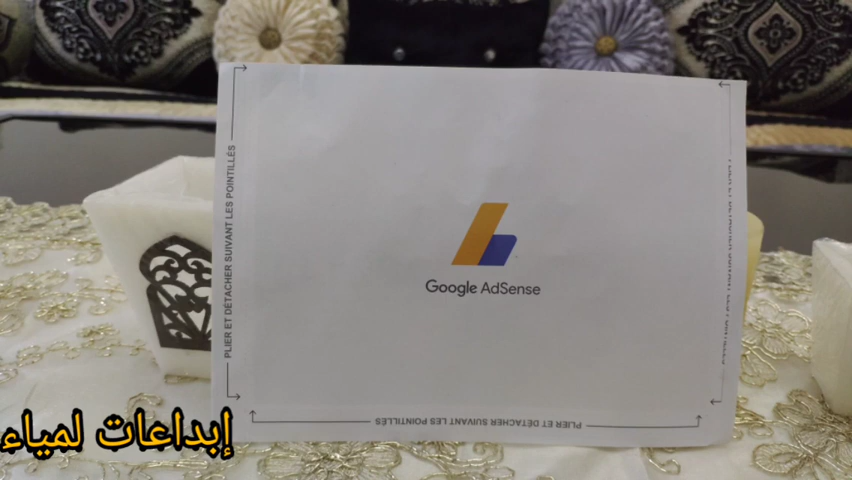 PLIER ET DÉTACHER SUIVANT LES POINTILLÉS
Google AdSense
PLIER ET DÉTACHER SUIVANT LES POINTILLÉS
إبداعات لمياء